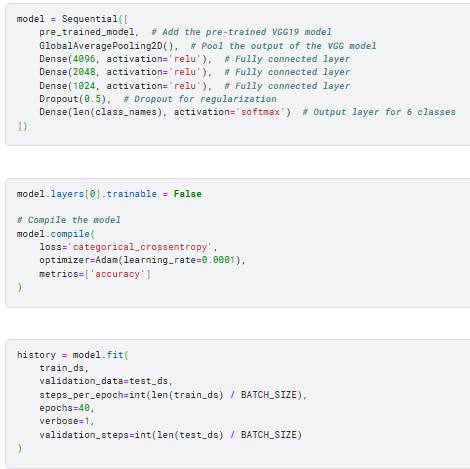 model = Sequential([
    pre_trained_model,  # Add the pre-trained VGG19 model
    GlobalAveragePooling2D(),  # Pool the output of the VGG model
    Dense(4096, activation='relu'),  # Fully connected layer
    Dense(2048, activation='relu'),  # Fully connected layer
    Dense(1024, activation='relu'),  # Fully connected layer
    Dropout(0.5),  # Dropout for regularization
    Dense(len(class_names), activation='softmax')  # Output layer for 6 classes
])
model.layers[0].trainable = False
# Compile the model
model.compile(
    loss='categorical_crossentropy',
    optimizer=Adam(learning_rate=0.0001),
    metrics=['accuracy']
)
history = model.fit(
    train_ds,
    validation_data=test_ds,
    steps_per_epoch=int(len(train_ds) / BATCH_SIZE),
    epochs=40,
    verbose=1,
    validation_steps=int(len(test_ds) / BATCH_SIZE)
)